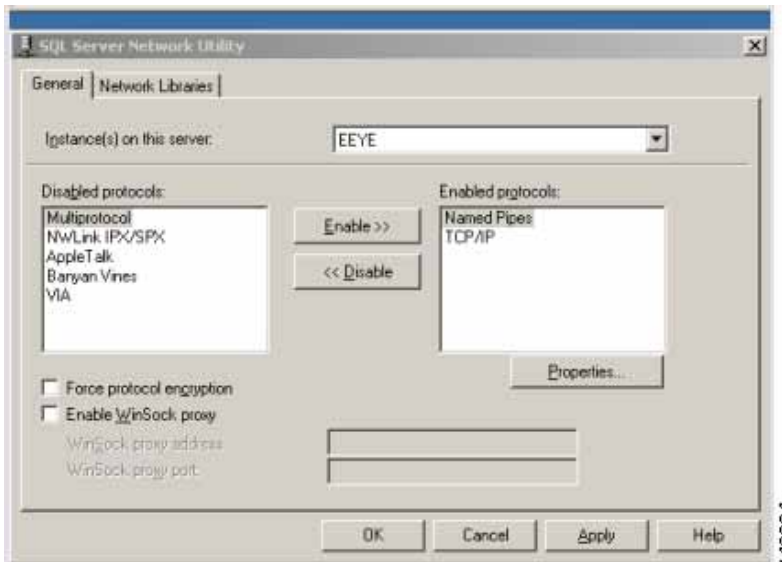 SQL Server Network Utility
General
Network Libraries
Instance(s) on this server:
EEYE
Disabled protocols:
Multiprotocol
NWLink IPX/SPX
AppleTalk
Banyan Vines
VIA
Enable >>
<< Disable
Enabled protocols:
Named Pipes
TCP/IP
Properties...
Force protocol encryption
Enable WinSock proxy
WinSock proxy address
WinSock proxy port
OK
Cancel
Apply
Help